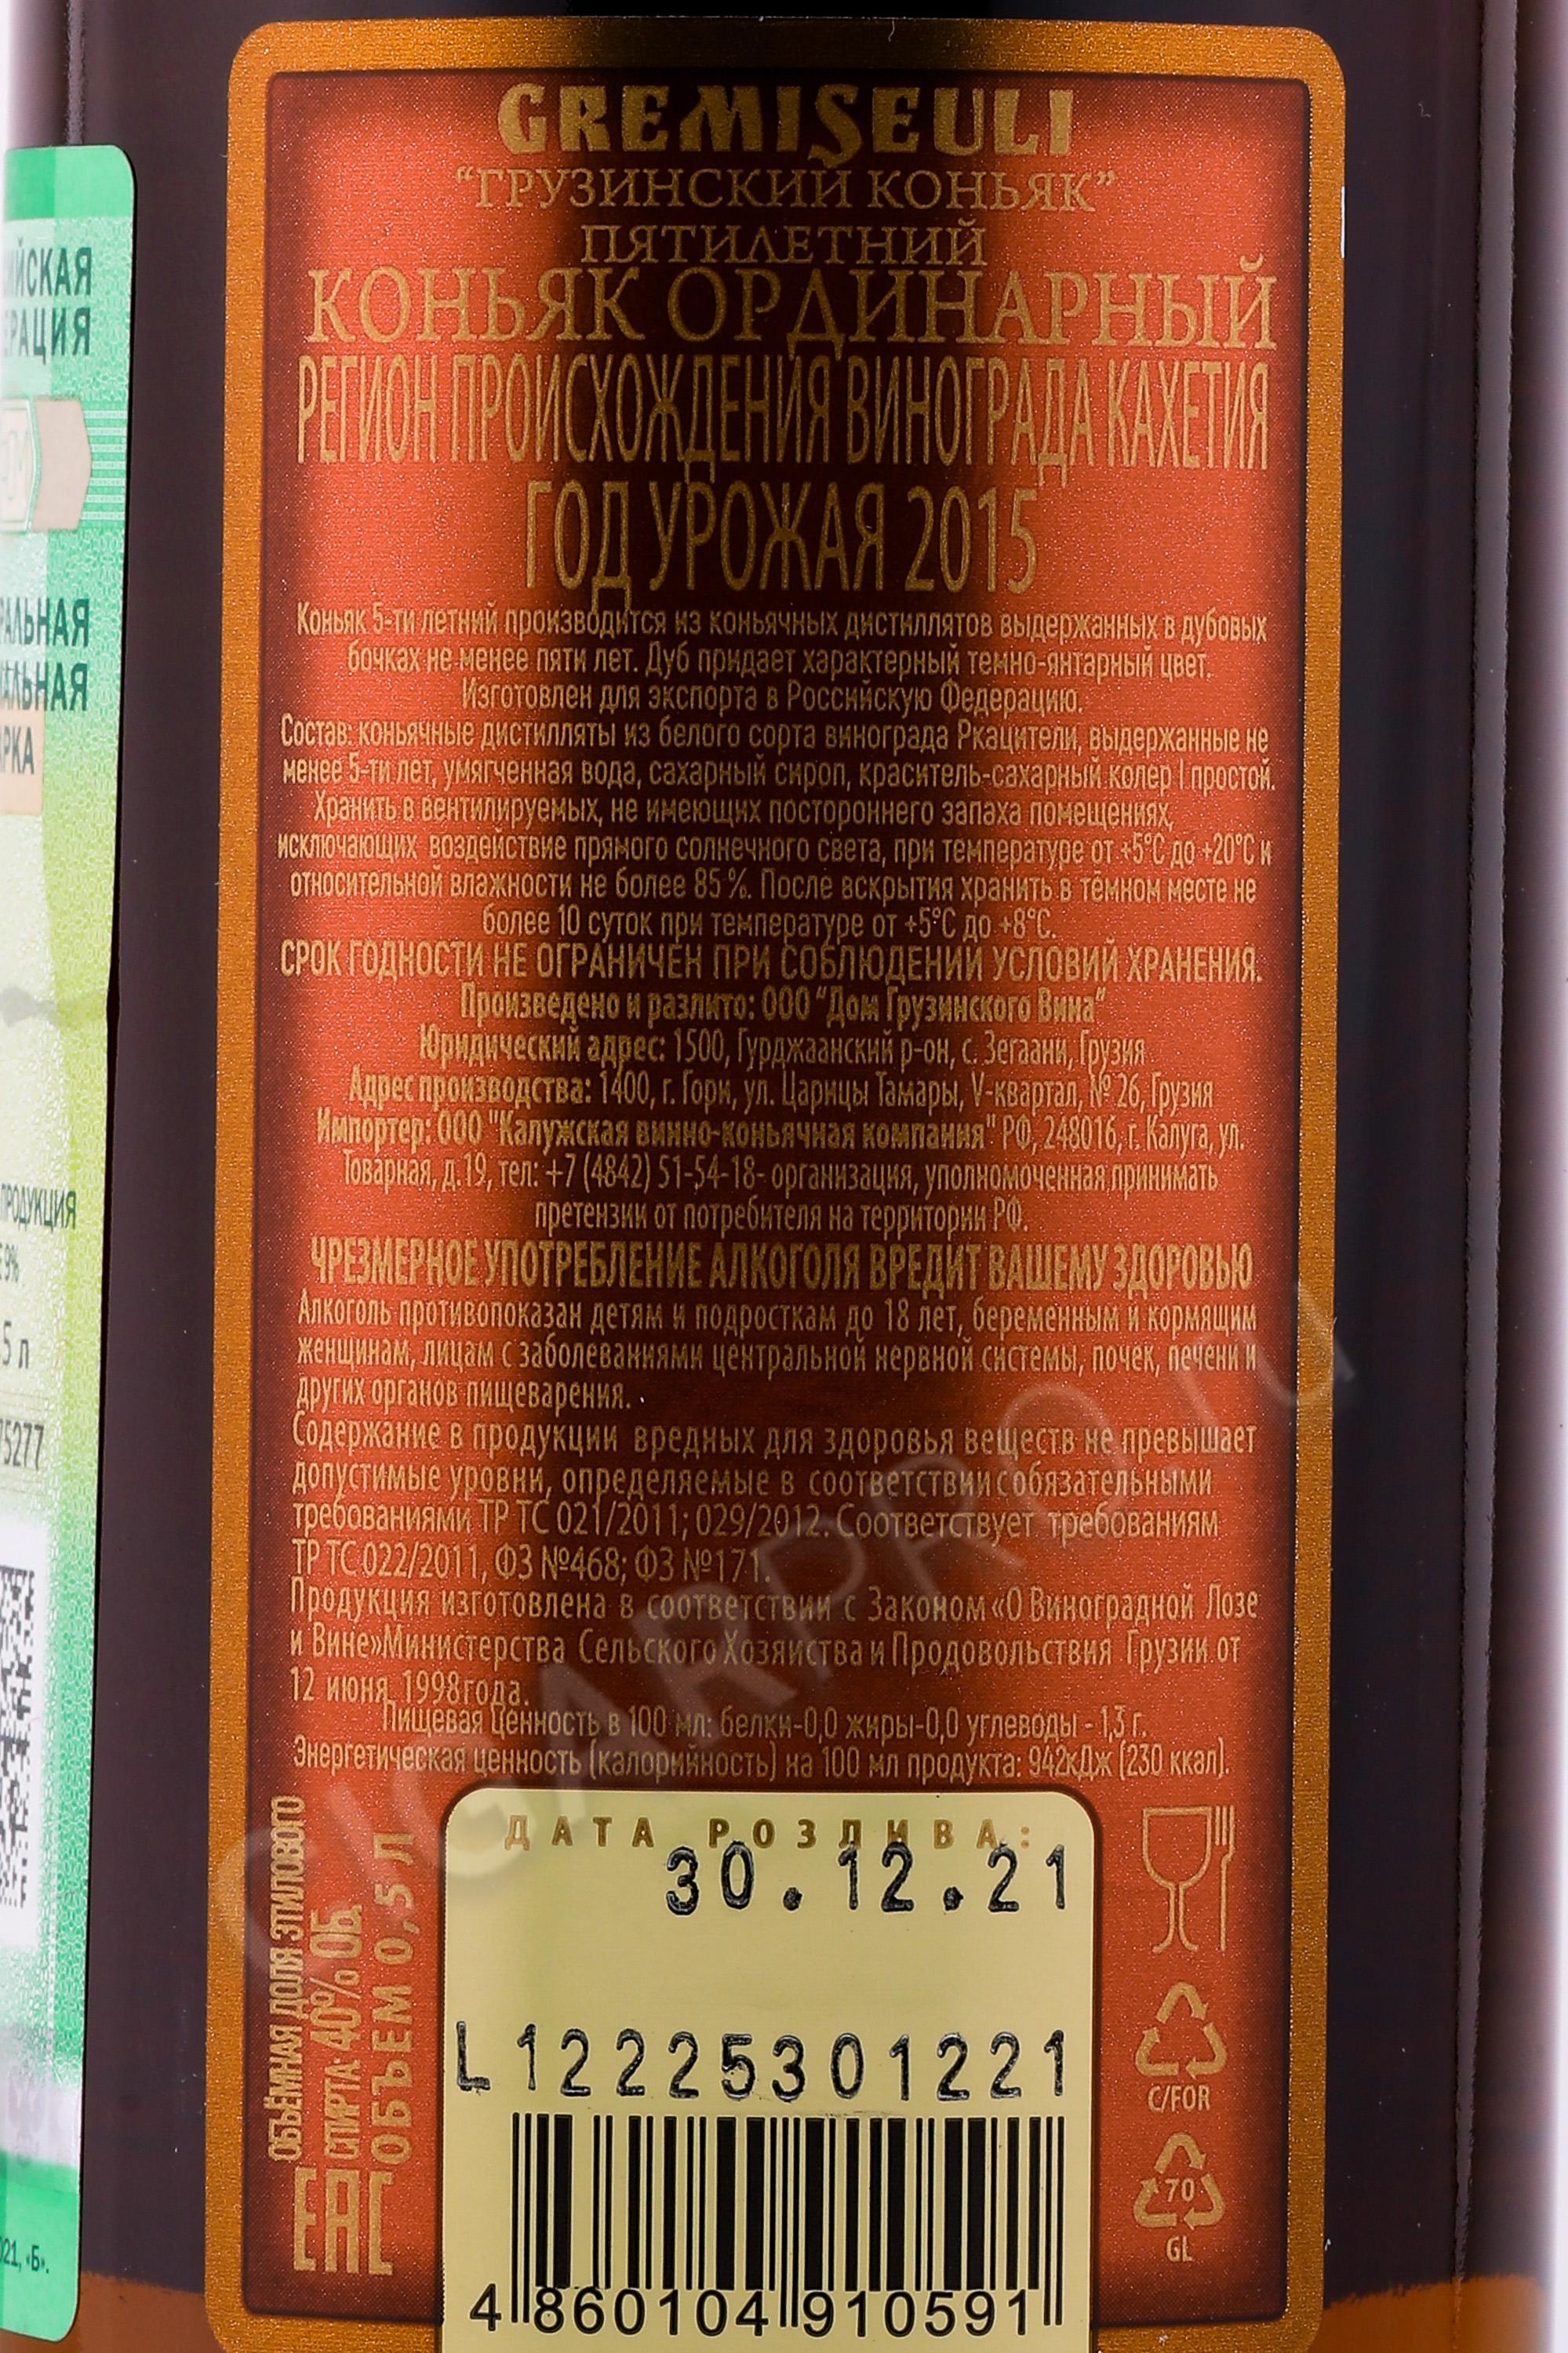 GREMISEULI
“ГРУЗИНСКИЙ КОНЬЯК”
ПЯТИЛЕТНИЙ
КОНЬЯК ОРДИНАРНЫЙ
РЕГИОН ПРОИСХОЖДЕНИЯ ВИНОГРАДА КАХЕТИЯ
ГОД УРОЖАЯ 2015
Коньяк 5-ти летний производится из коньячных дистиллятов выдержанных в дубовых
бочках не менее пяти лет. Дуб придает характерный темно-янтарный цвет.
Изготовлен для экспорта в Российскую Федерацию.
Состав: коньячные дистилляты из белого сорта винограда Ркацители, выдержанные не
менее 5-ти лет, умягченная вода, сахарный сироп, краситель-сахарный колер I простой.
Хранить в вентилируемых, не имеющих постороннего запаха помещениях,
исключающих воздействие прямого солнечного света, при температуре от +5°С до +20°С и
относительной влажности не более 85 %. После вскрытия хранить в тёмном месте не
более 10 суток при температуре от +5°С до +8°С.
СРОК ГОДНОСТИ НЕ ОГРАНИЧЕН ПРИ СОБЛЮДЕНИИ УСЛОВИЙ ХРАНЕНИЯ.
Произведено и разлито: ООО “Дом Грузинского Вина”
Юридический адрес: 1500, Гурджаанский р-он, с. Зегаани, Грузия
Адрес производства: 1400, г. Гори, ул. Царицы Тамары, V-квартал, № 26, Грузия
Импортер: ООО "Калужская винно-коньячная компания" РФ, 248016, г. Калуга, ул.
Товарная, д.19, тел: +7 (4842) 51-54-18- организация, уполномоченная принимать
претензии от потребителя на территории РФ.
ЧРЕЗМЕРНОЕ УПОТРЕБЛЕНИЕ АЛКОГОЛЯ ВРЕДИТ ВАШЕМУ ЗДОРОВЬЮ
Алкоголь противопоказан детям и подросткам до 18 лет, беременным и кормящим
женщинам, лицам с заболеваниями центральной нервной системы, почек, печени и
других органов пищеварения.
Содержание в продукции вредных для здоровья веществ не превышает
допустимые уровни, определяемые в соответствии с обязательными
требованиями ТР ТС 021/2011; 029/2012. Соответствует требованиям
ТР ТС 022/2011, ФЗ №468; ФЗ №171.
Продукция изготовлена в соответствии с Законом «О Виноградной Лозе
и Вине»Министерства Сельского Хозяиства и Продовольствия Грузии от
12 июня 1998года.
Пищевая ценность в 100 мл: белки-0,0 жиры-0,0 углеводы - 1,3 г.
Энергетическая ценность (калорийность) на 100 мл продукта: 942кДж (230 ккал).
ОБЪЁМНАЯ ДОЛЯ ЭТИЛОВОГО
СПИРТА 40% ОБ.
ОБЪЕМ 0,5 Л
EAC
ДАТА РОЗЛИВА:
30.12.21
L12225301221
4 860104 910591
C/FOR
70
GL
РКА
ПРОДУКЦИЯ
5 л
75277
021, «Б».
CIGARPRO.ru